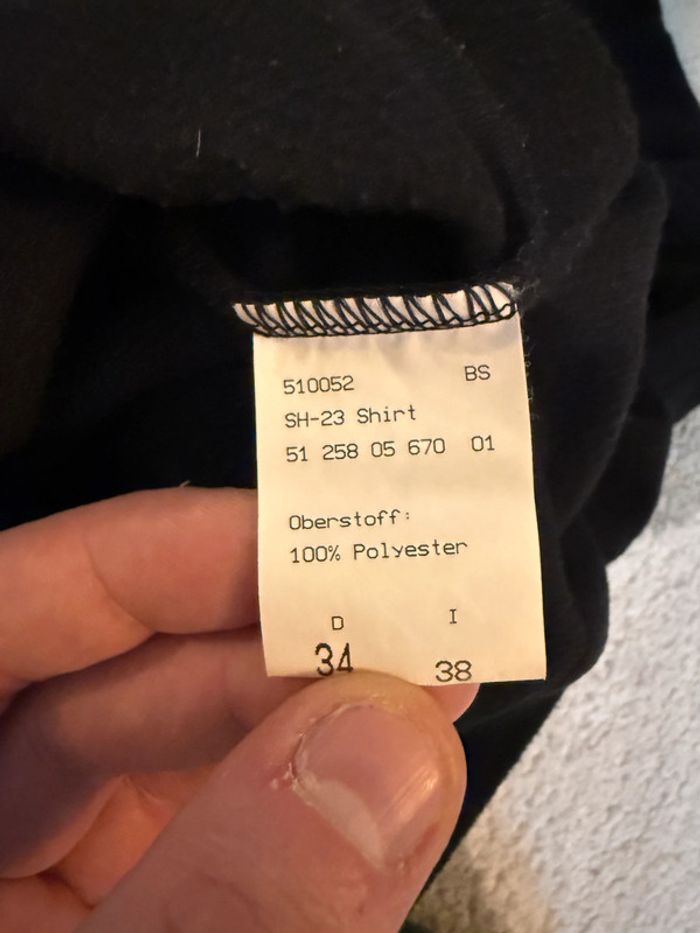 510052 BS
SH-23 Shirt
51 258 05 670 01
Oberstoff:
100% Polyester
D I
34 38